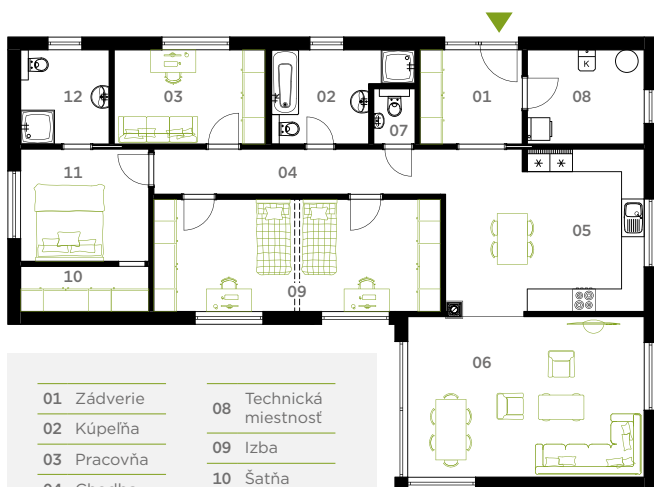 12
03
02
07
01
K
08
11
04
05
10
09
06
01 Zádverie
02 Kúpeľňa
03 Pracovňa
08 Technická
miestnosť
09 Izba
10 Šatňa